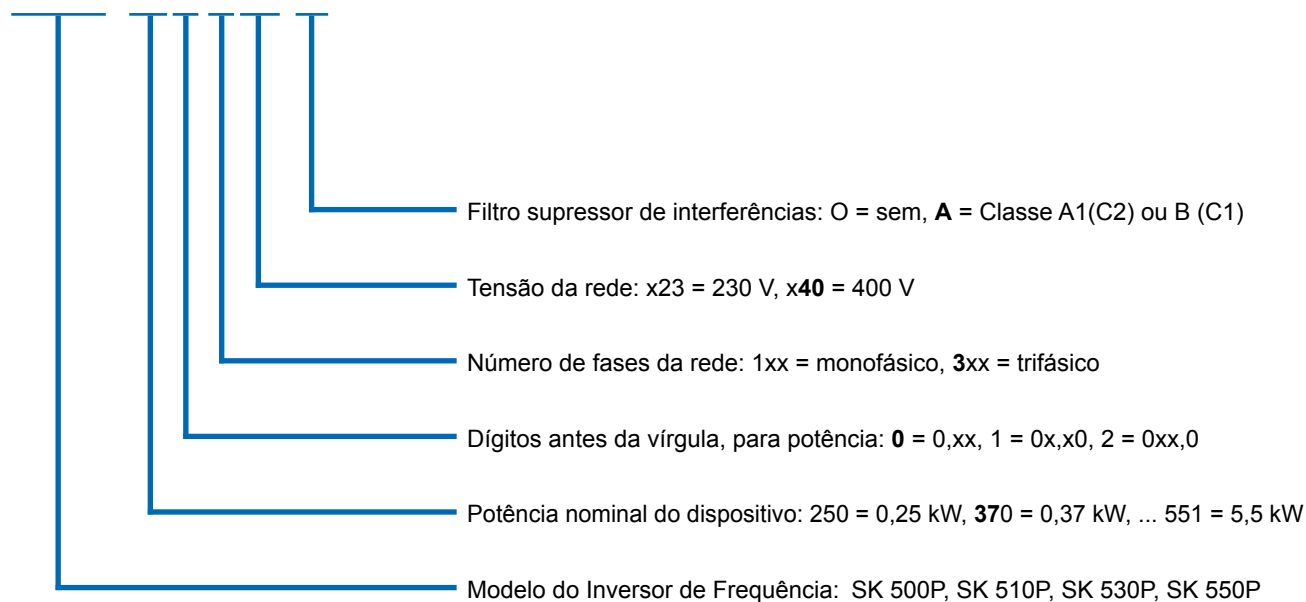 Filtro supressor de interferências: O = sem, A = Classe A1(C2) ou B (C1)
Tensão da rede: x23 = 230 V, x40 = 400 V
Número de fases da rede: 1xx = monofásico, 3xx = trifásico
Dígitos antes da vírgula, para potência: 0 = 0,xx, 1 = 0x,x0, 2 = 0xx,0
Potência nominal do dispositivo: 250 = 0,25 kW, 370 = 0,37 kW, ... 551 = 5,5 kW
Modelo do Inversor de Frequência: SK 500P, SK 510P, SK 530P, SK 550P